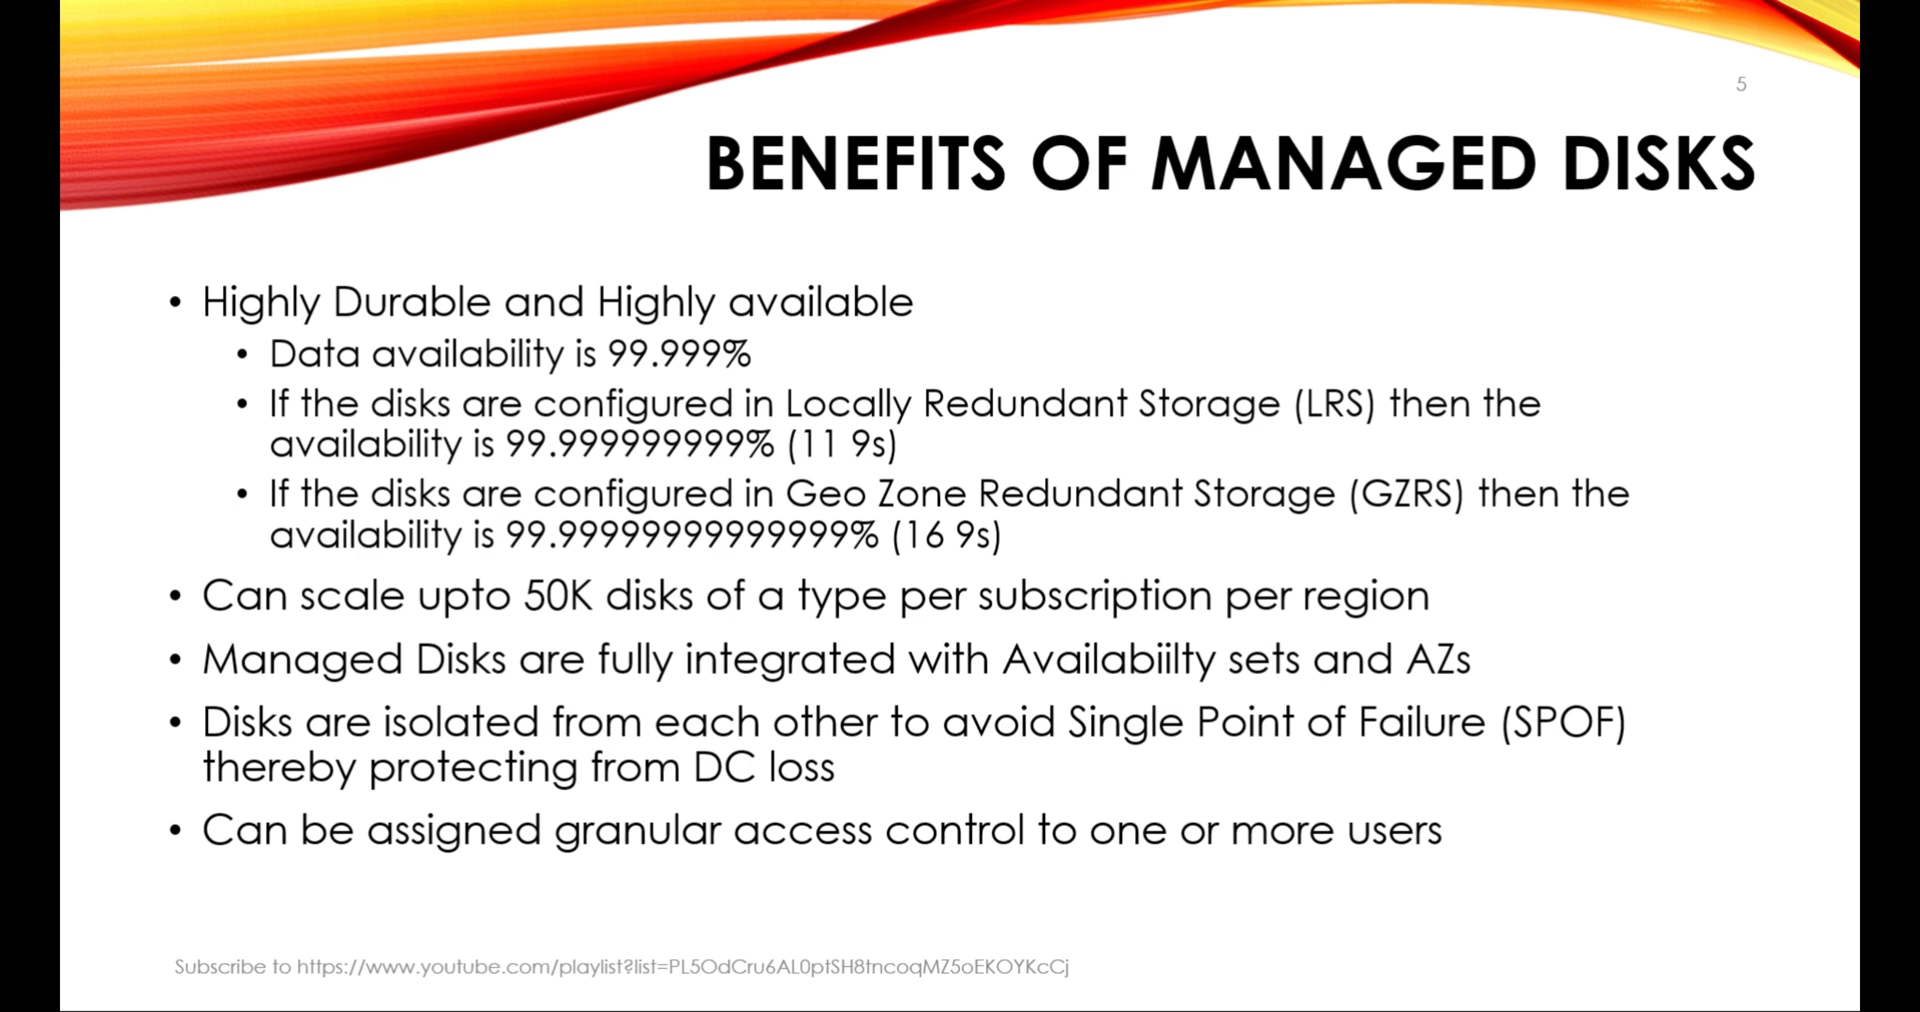 5
BENEFITS OF MANAGED DISKS
• Highly Durable and Highly available
• Data availability is 99.999%
• If the disks are configured in Locally Redundant Storage (LRS) then the
availability is 99.999999999% (11 9s)
• If the disks are configured in Geo Zone Redundant Storage (GZRS) then the
availability is 99.99999999999999% (16 9s)
• Can scale upto 50K disks of a type per subscription per region
• Managed Disks are fully integrated with Availabiilty sets and AZs
• Disks are isolated from each other to avoid Single Point of Failure (SPOF)
thereby protecting from DC loss
• Can be assigned granular access control to one or more users
Subscribe to https://www.youtube.com/playlist?list=PL5OdCru6AL0ptSH8tncoqMZ5oEKOYKcCj